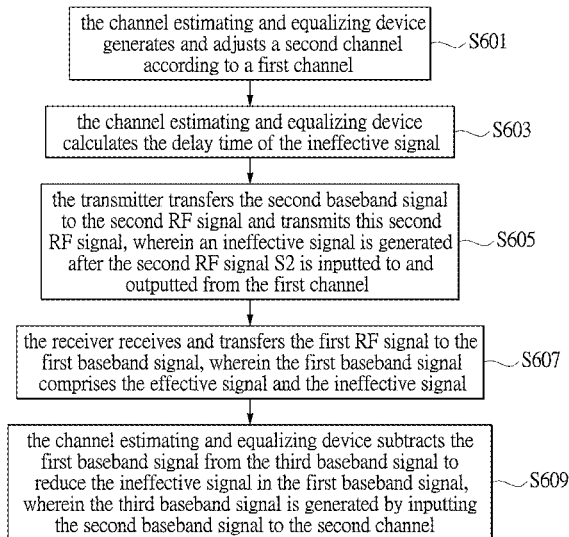 the channel estimating and equalizing device
generates and adjusts a second channel
according to a first channel
S601
the channel estimating and equalizing device
calculates the delay time of the ineffective signal
S603
the transmitter transfers the second baseband signal
to the second RF signal and transmits this second
RF signal, wherein an ineffective signal is generated
after the second RF signal S2 is inputted to and
outputted from the first channel
S605
the receiver receives and transfers the first RF signal to the
first baseband signal, wherein the first baseband signal
comprises the effective signal and the ineffective signal
S607
the channel estimating and equalizing device subtracts the
first baseband signal from the third baseband signal to
reduce the ineffective signal in the first baseband signal,
wherein the third baseband signal is generated by inputting
the second baseband signal to the second channel
S609